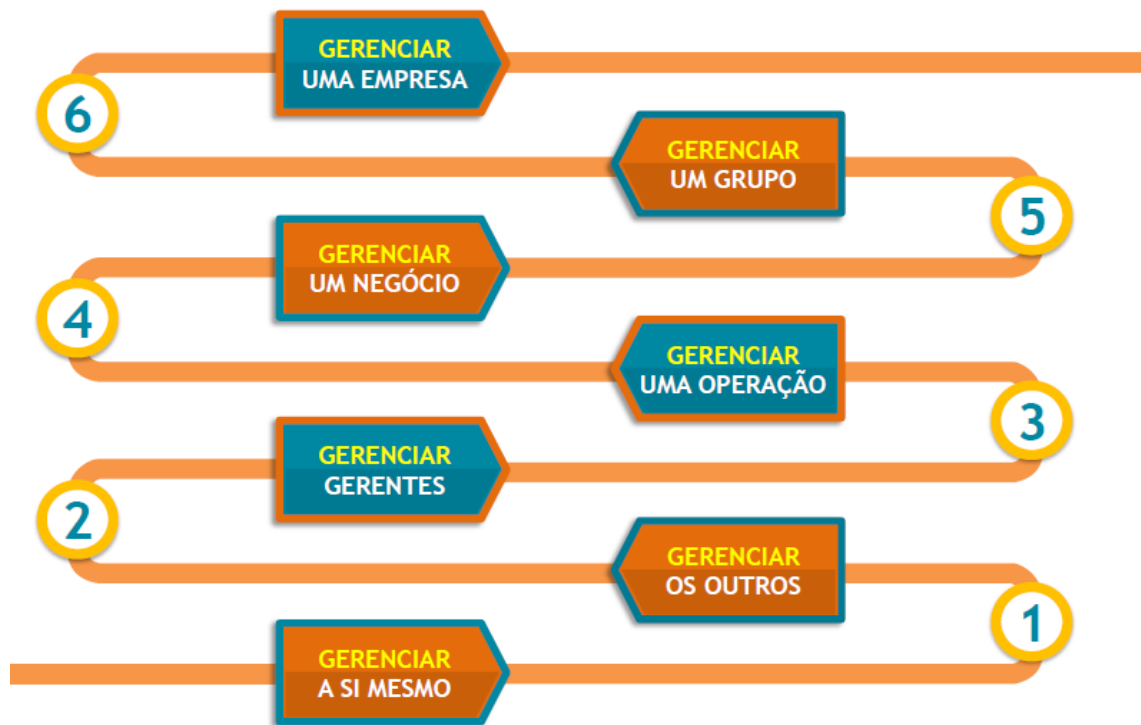 GERENCIAR
UMA EMPRESA
6
GERENCIAR
UM GRUPO
5
GERENCIAR
UM NEGÓCIO
4
GERENCIAR
UMA OPERAÇÃO
3
GERENCIAR
GERENTES
2
GERENCIAR
OS OUTROS
1
GERENCIAR
A SI MESMO